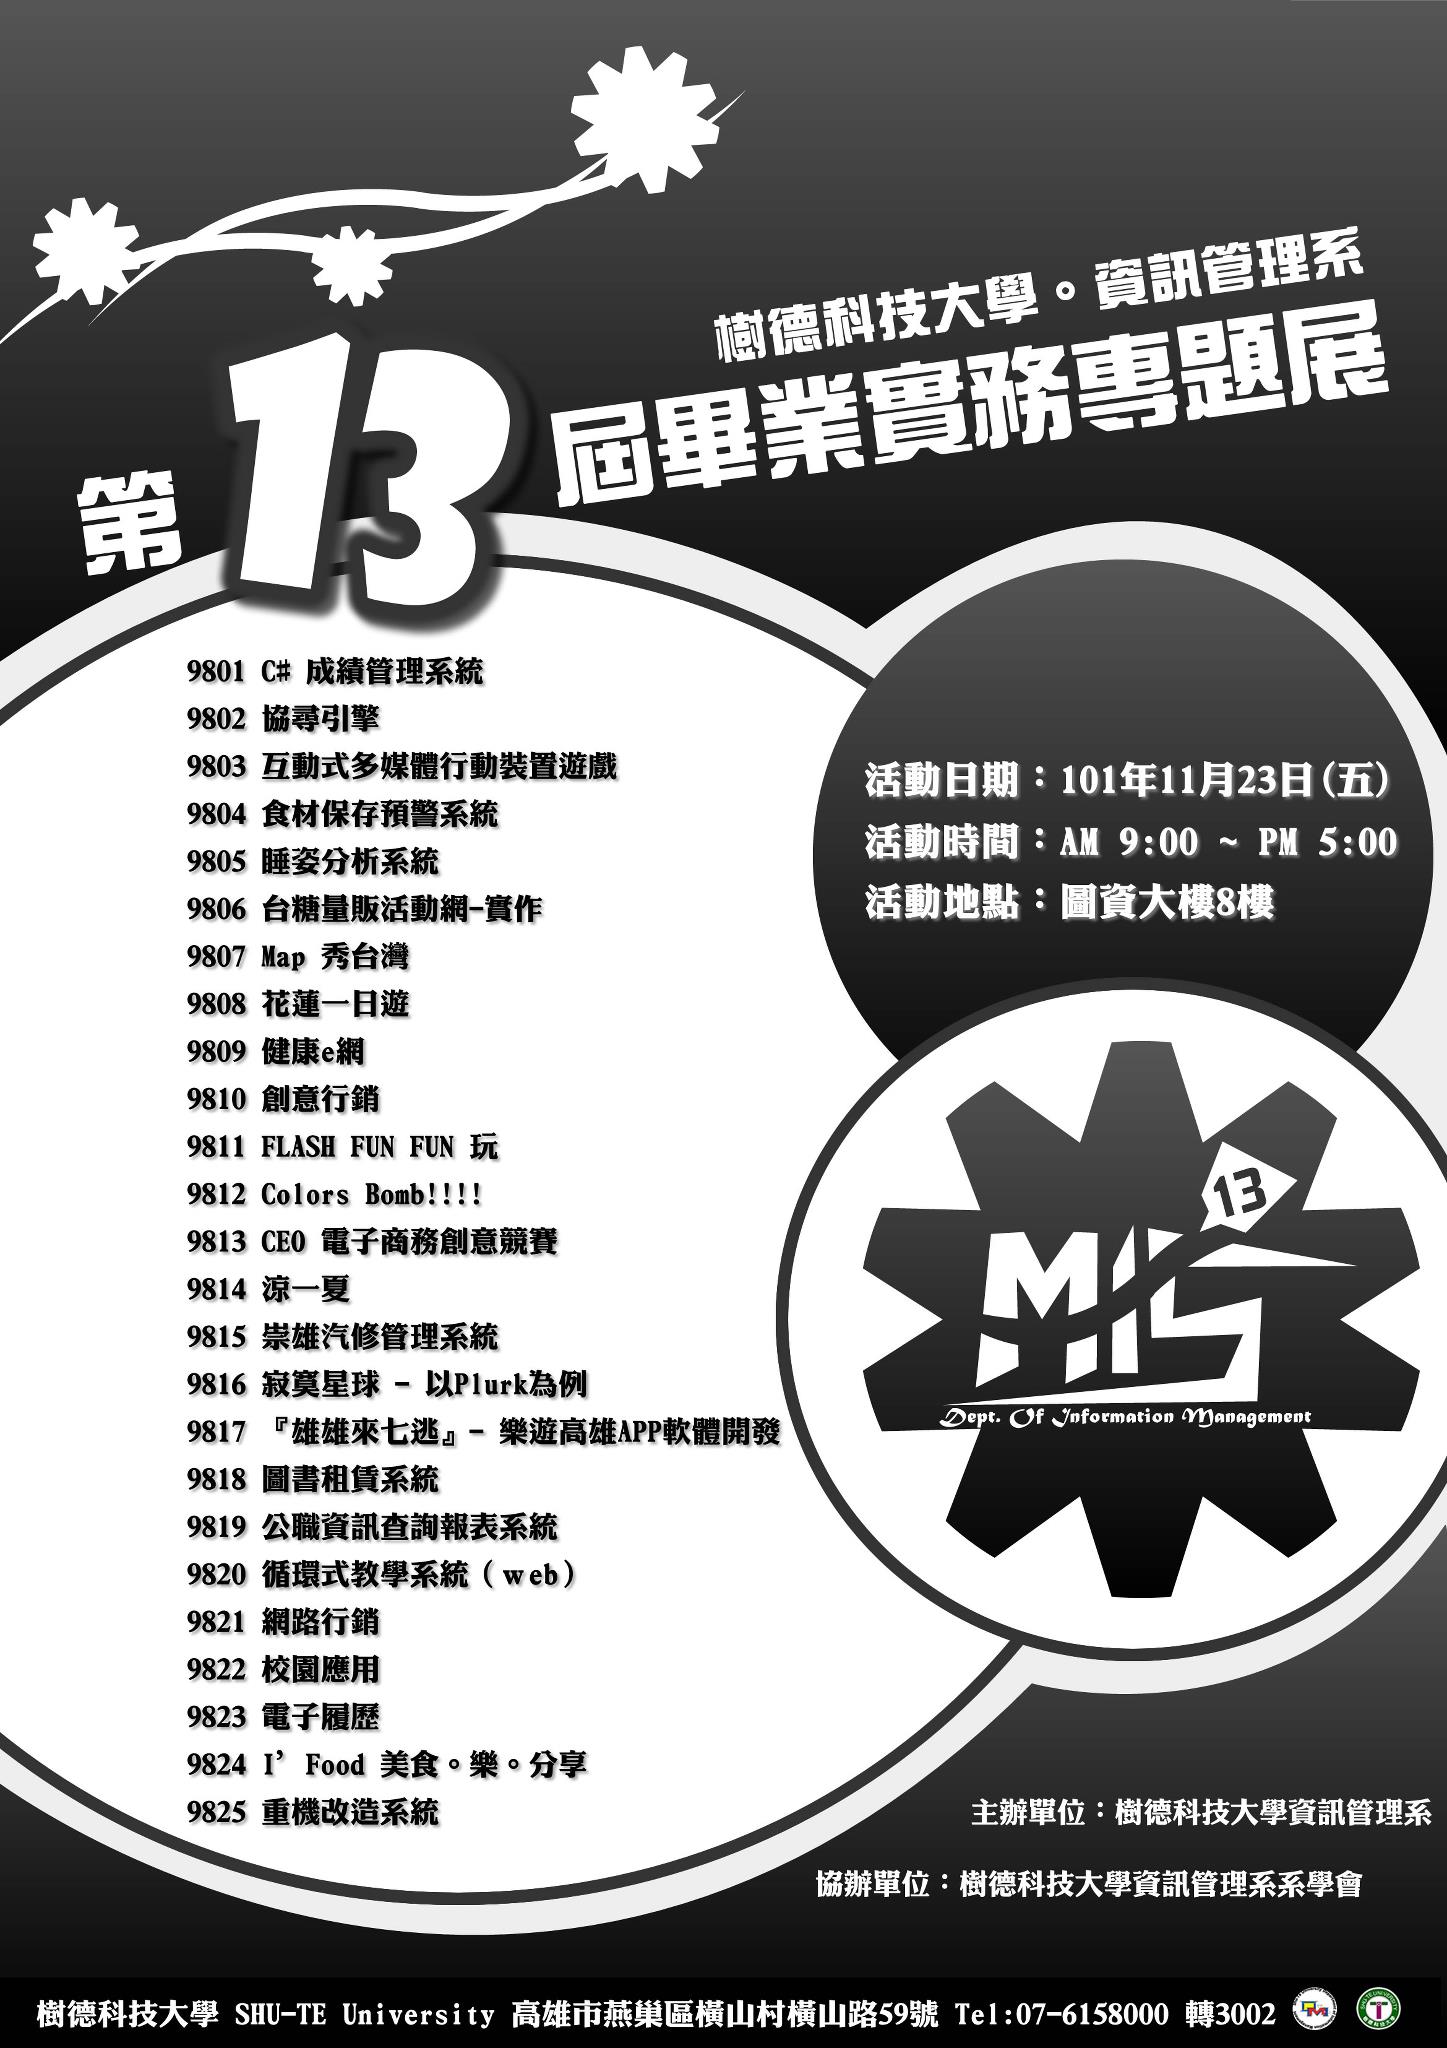 樹德科技大學。資訊管理系
第13屆畢業實務專題展
9801 C# 成績管理系統
9802 協尋引擎
9803 互動式多媒體行動裝置遊戲
9804 食材保存預警系統
9805 睡姿分析系統
9806 台糖量販活動網-實作
9807 Map 秀台灣
9808 花蓮一日遊
9809 健康e網
9810 創意行銷
9811 FLASH FUN FUN 玩
9812 Colors Bomb!!!!
9813 CEO 電子商務創意競賽
9814 涼一夏
9815 崇雄汽修管理系統
9816 寂寞星球 - 以Plurk為例
9817 『雄雄來七逃』- 樂遊高雄APP軟體開發
9818 圖書租賃系統
9819 公職資訊查詢報表系統
9820 循環式教學系統（web）
9821 網路行銷
9822 校園應用
9823 電子履歷
9824 I’Food 美食。樂。分享
9825 重機改造系統
活動日期：101年11月23日(五)
活動時間：AM 9:00 ~ PM 5:00
活動地點：圖資大樓8樓
13
MIS
Dept. Of Information Management
主辦單位：樹德科技大學資訊管理系
協辦單位：樹德科技大學資訊管理系系學會
樹德科技大學 SHU-TE University 高雄市燕巢區橫山村橫山路59號 Tel:07-6158000 轉3002